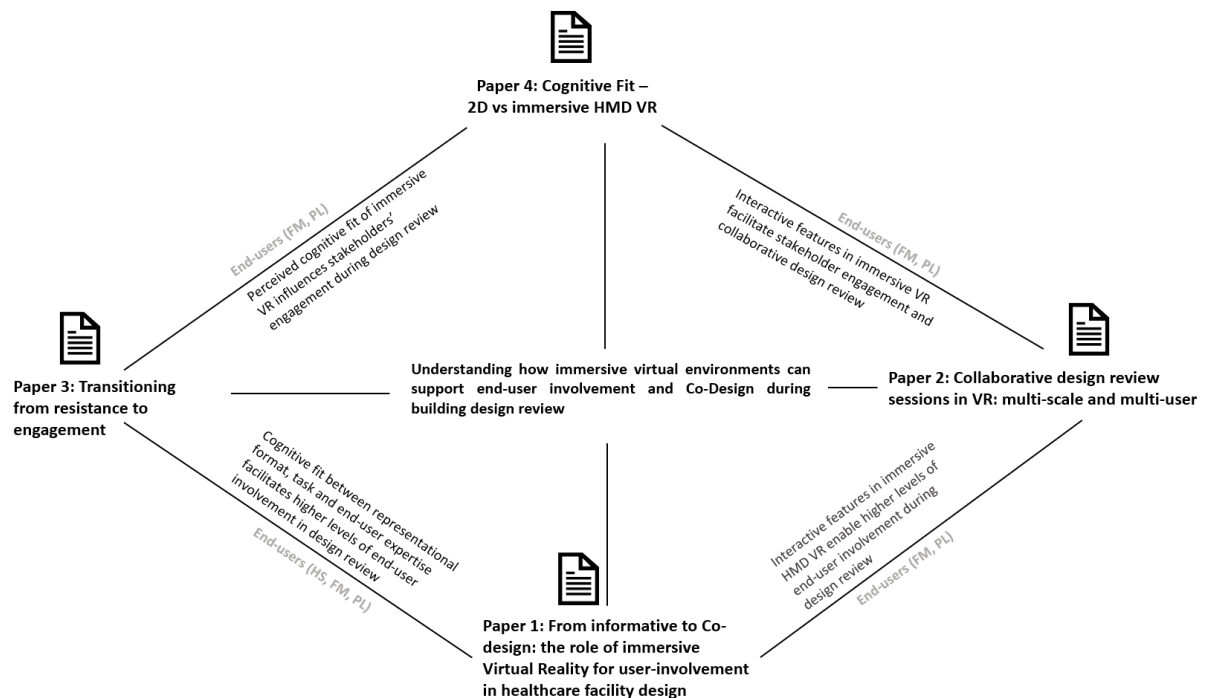 Paper 4: Cognitive Fit –
2D vs immersive HMD VR
End-users (FM, PL)
Perceived cognitive fit of immersive
VR influences stakeholders'
engagement during design review
End-users (FM, PL)
Interactive features in immersive VR
facilitate stakeholder engagement and
collaborative design review
Paper 3: Transitioning
from resistance to
engagement
Understanding how immersive virtual environments can
support end-user involvement and Co-Design during
building design review
Paper 2: Collaborative design review
sessions in VR: multi-scale and multi-user
Cognitive fit between representational
format, task and end-user expertise
facilitates higher levels of end-user
involvement in design review
End-users (HS, FM, PL)
Interactive features in immersive
HMD VR enable higher levels of
end-user involvement during
design review
End-users (FM, PL)
Paper 1: From informative to Co-
design: the role of immersive
Virtual Reality for user-involvement
in healthcare facility design